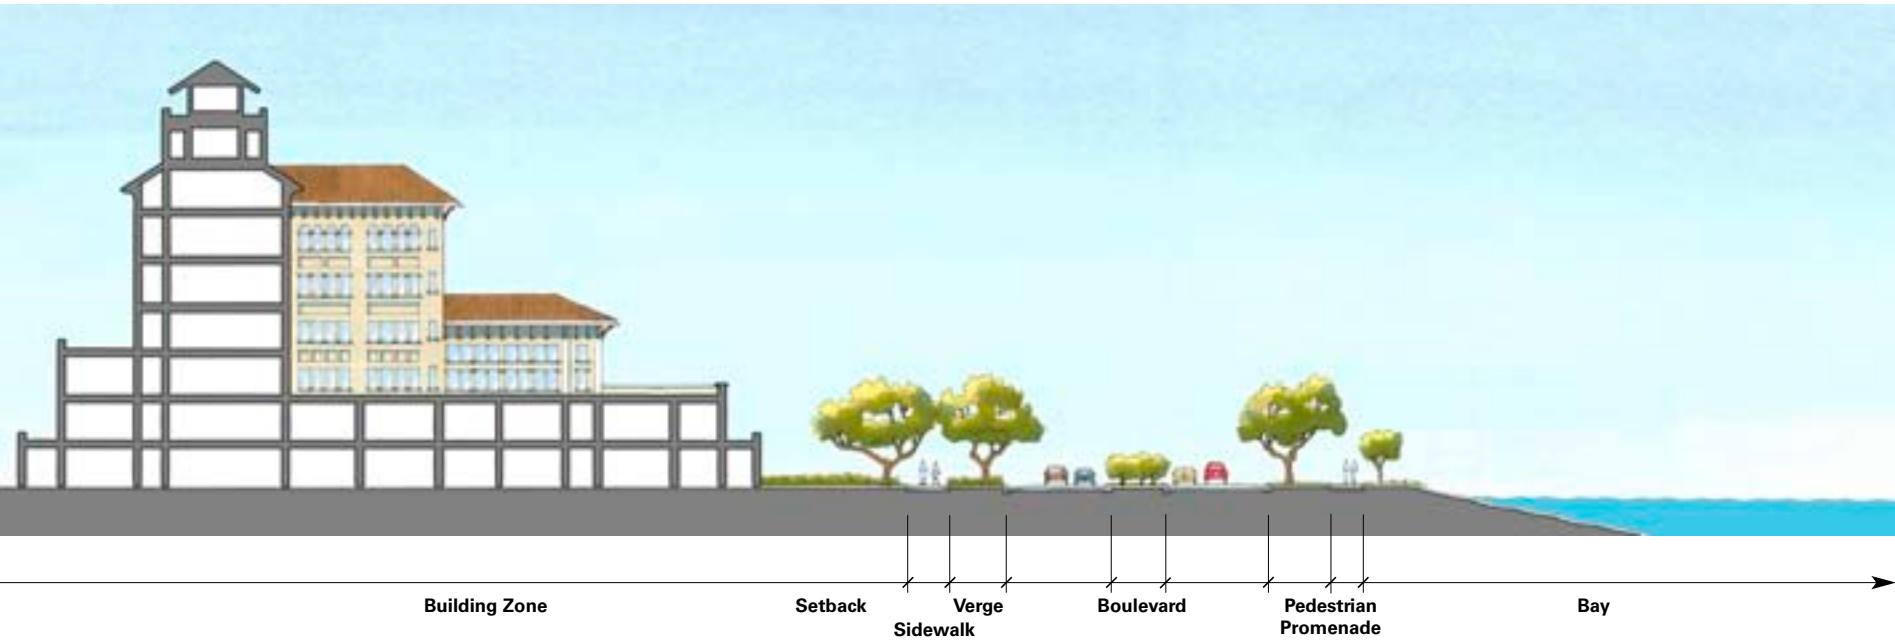 Building Zone
Setback
Sidewalk
Verge
Boulevard
Pedestrian
Promenade
Bay